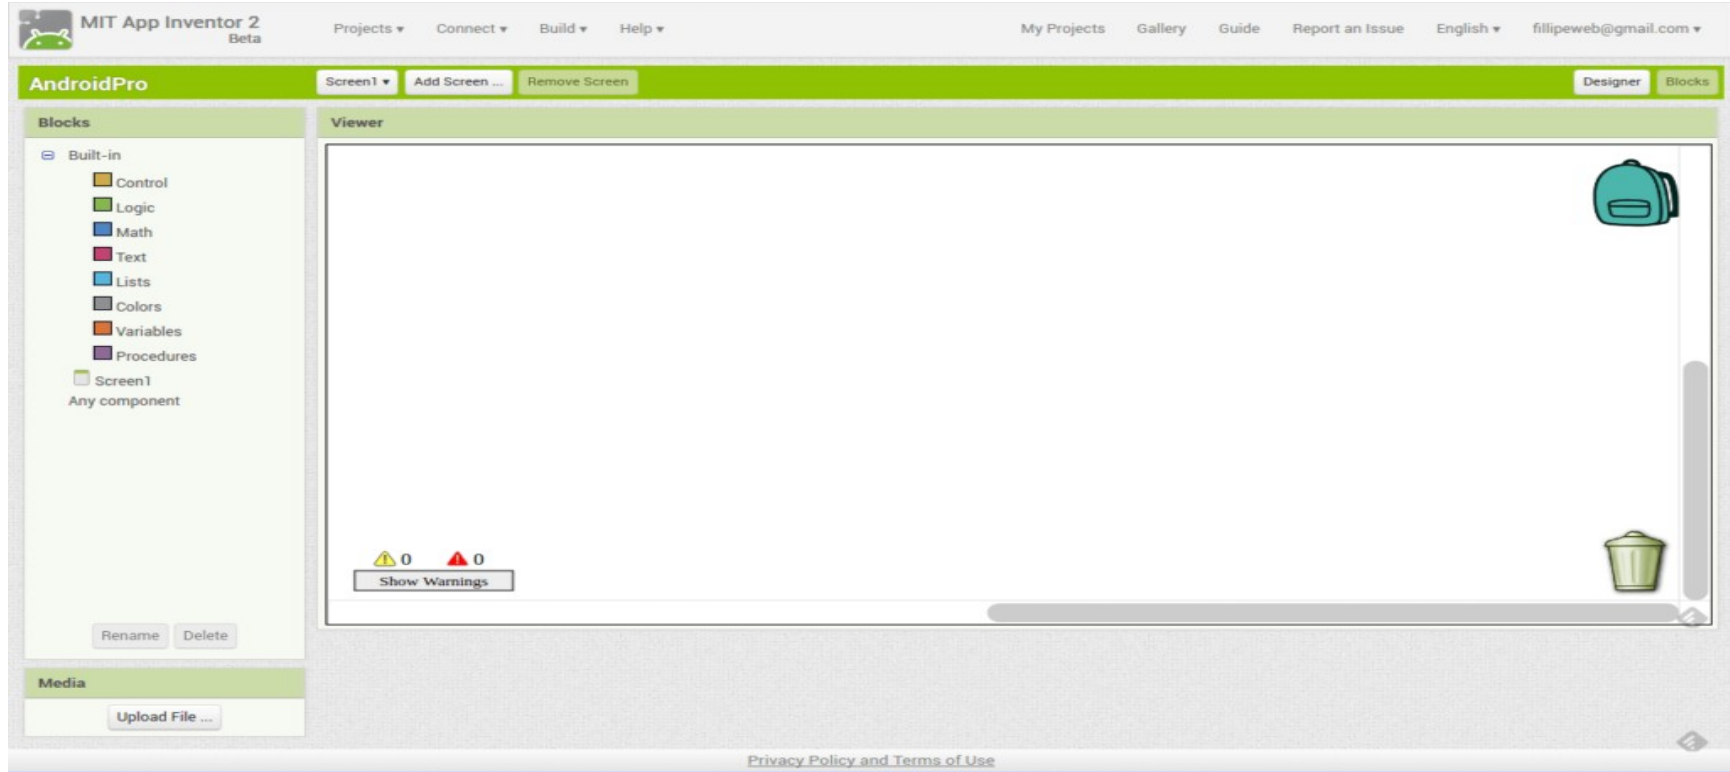 MIT App Inventor 2
Beta
Projects ▾ Connect ▾ Build ▾ Help ▾ My Projects Gallery Guide Report an Issue English ▾ fillipeweb@gmail.com ▾
AndroidPro Screen1 ▾ Add Screen ... Remove Screen Designer Blocks
Blocks
Viewer
Built-in
Control
Logic
Math
Text
Lists
Colors
Variables
Procedures
Screen1
Any component
0 0
Show Warnings
Rename Delete
Media
Upload File ...
Privacy Policy and Terms of Use